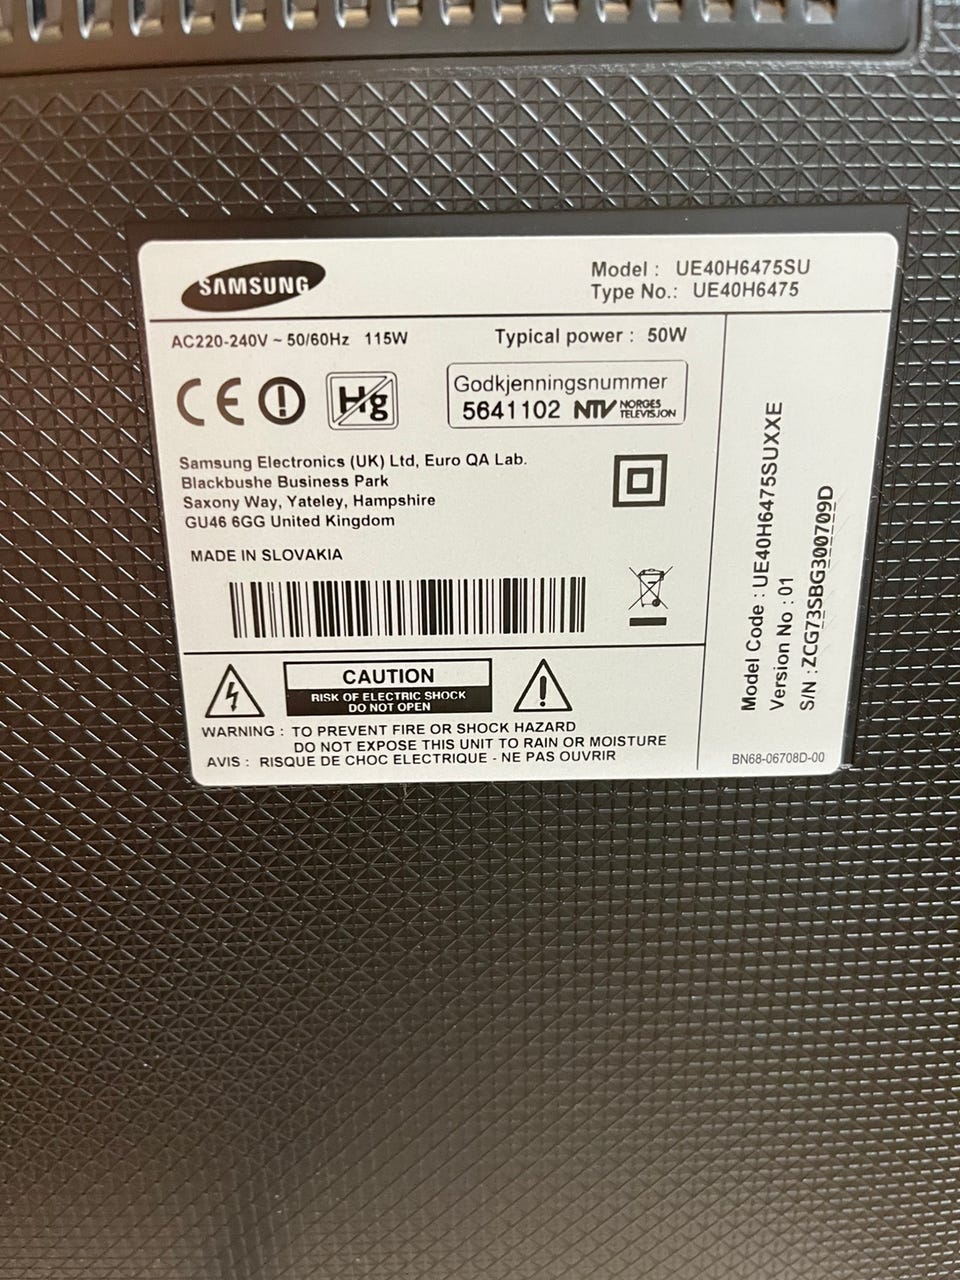 SAMSUNG
Model : UE40H6475SU
Type No.: UE40H6475
AC220-240V ~ 50/60Hz 115W
Typical power : 50W
CE
Hg
Godkjenningsnummer
5641102 NTV NORGES TELEVISJON
Samsung Electronics (UK) Ltd, Euro QA Lab.
Blackbushe Business Park
Saxony Way, Yateley, Hampshire
GU46 6GG United Kingdom
MADE IN SLOVAKIA
CAUTION
RISK OF ELECTRIC SHOCK
DO NOT OPEN
WARNING : TO PREVENT FIRE OR SHOCK HAZARD
DO NOT EXPOSE THIS UNIT TO RAIN OR MOISTURE
AVIS : RISQUE DE CHOC ELECTRIQUE - NE PAS OUVRIR
Model Code : UE40H6475SUXXE
Version No : 01
S/N : ZCG73SBG300709D
BN68-06708D-00